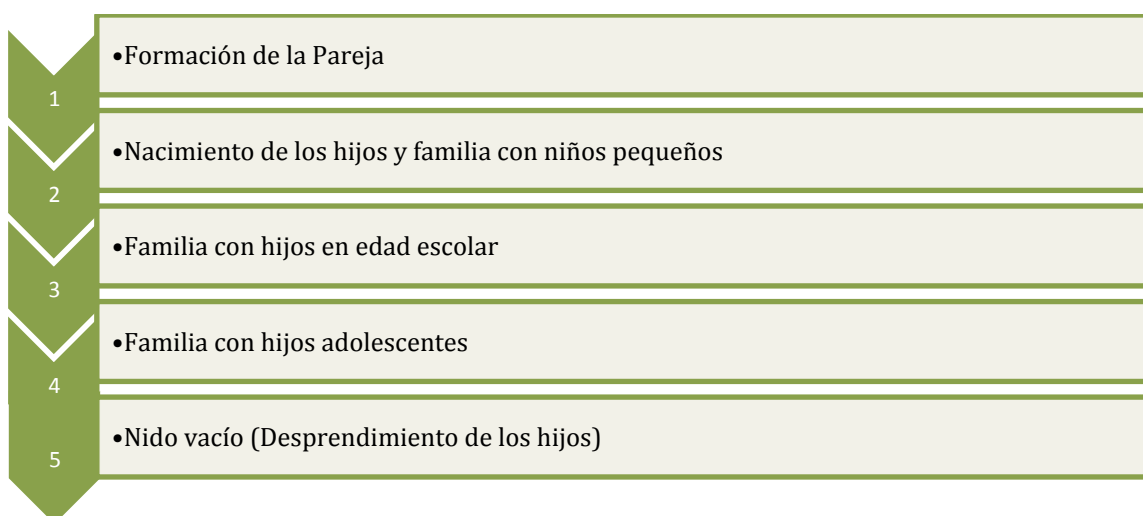 1
•Formación de la Pareja
2
•Nacimiento de los hijos y familia con niños pequeños
3
•Familia con hijos en edad escolar
4
•Familia con hijos adolescentes
5
•Nido vacío (Desprendimiento de los hijos)